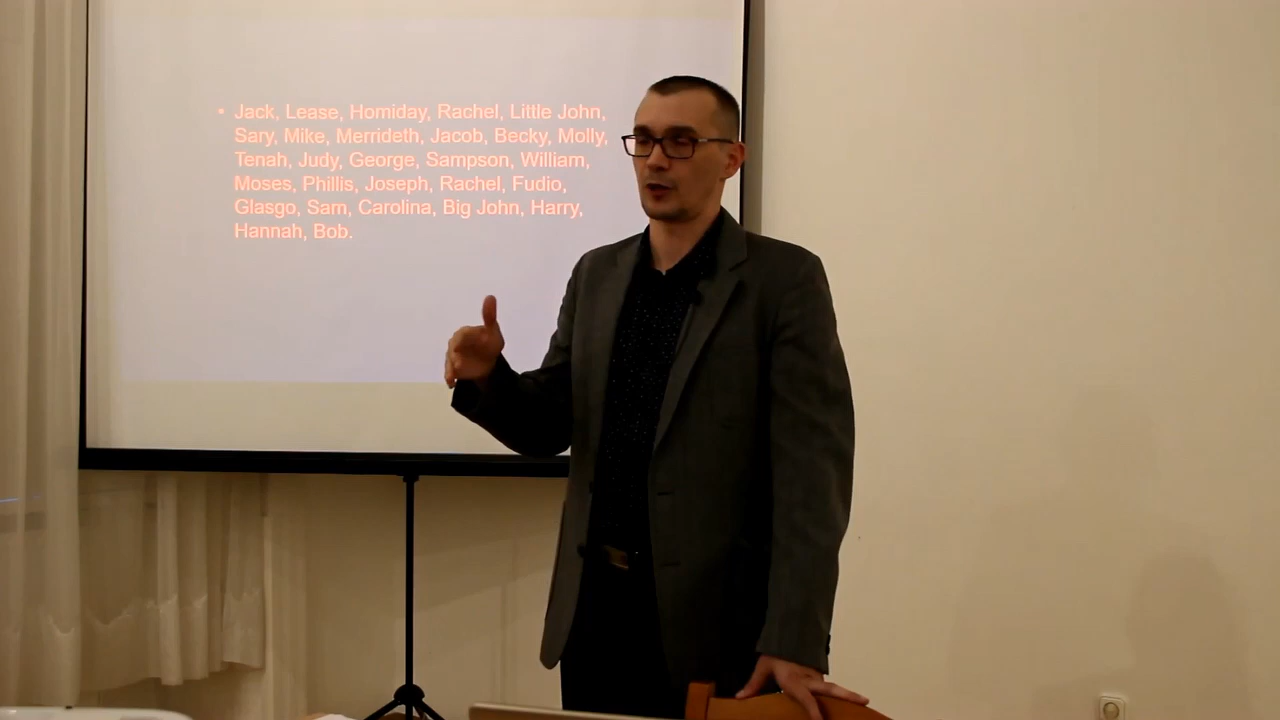 • Jack, Lease, Homiday, Rachel, Little John,
Sary, Mike, Merrideth, Jacob, Becky, Molly,
Tenah, Judy, George, Sampson, William,
Moses, Phillis, Joseph, Rachel, Fudio,
Glasgo, Sam, Carolina, Big John, Harry,
Hannah, Bob.